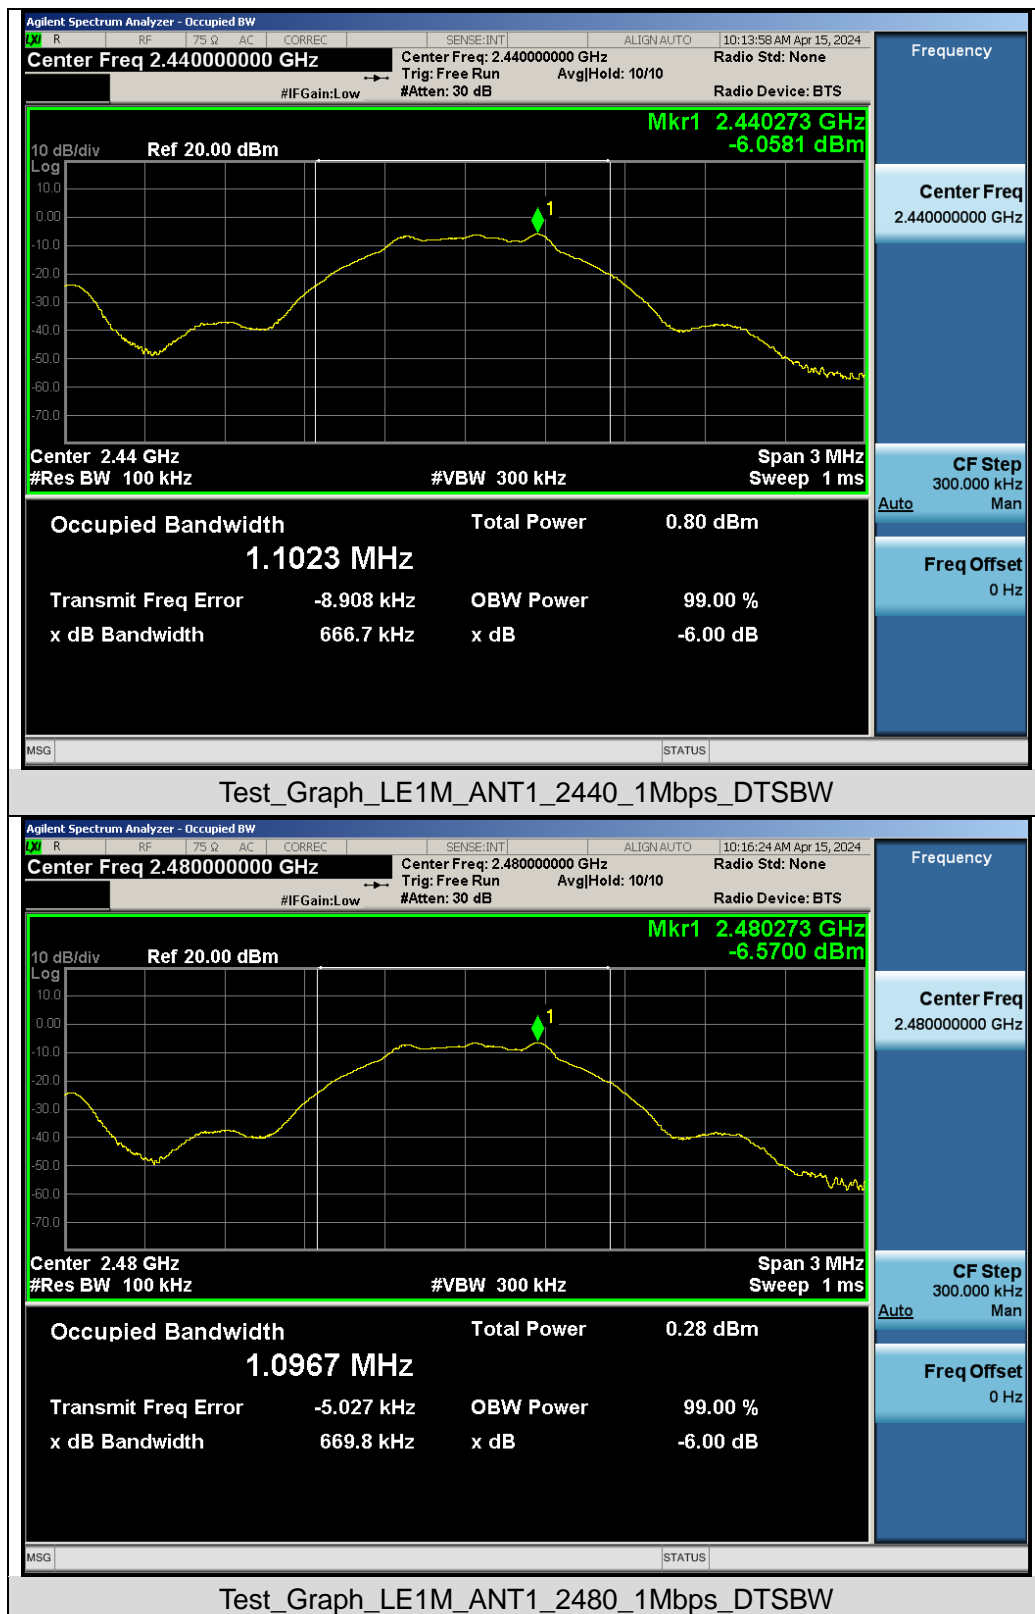 Agilent Spectrum Analyzer - Occupied BW
LXI R RF 75 Ω AC CORREC SENSE:INT ALIGN AUTO 10:13:58 AM Apr 15, 2024
Center Freq 2.440000000 GHz Center Freq: 2.440000000 GHz Radio Std: None
Trig: Free Run Avg|Hold: 10/10
#IFGain:Low #Atten: 30 dB Radio Device: BTS
Frequency
Mkr1 2.440273 GHz
10 dB/div Ref 20.00 dBm -6.0581 dBm
Log
10.0
0.00
-10.0
-20.0
-30.0
-40.0
-50.0
-60.0
-70.0
1
Center 2.44 GHz Span 3 MHz
#Res BW 100 kHz #VBW 300 kHz Sweep 1 ms
Center Freq
2.440000000 GHz
CF Step
300.000 kHz
Auto Man
Freq Offset
0 Hz
Occupied Bandwidth Total Power 0.80 dBm
1.1023 MHz
Transmit Freq Error -8.908 kHz OBW Power 99.00 %
x dB Bandwidth 666.7 kHz x dB -6.00 dB
MSG STATUS
Test_Graph_LE1M_ANT1_2440_1Mbps_DTSBW
Agilent Spectrum Analyzer - Occupied BW
LXI R RF 75 Ω AC CORREC SENSE:INT ALIGN AUTO 10:16:24 AM Apr 15, 2024
Center Freq 2.480000000 GHz Center Freq: 2.480000000 GHz Radio Std: None
Trig: Free Run Avg|Hold: 10/10
#IFGain:Low #Atten: 30 dB Radio Device: BTS
Frequency
Mkr1 2.480273 GHz
10 dB/div Ref 20.00 dBm -6.5700 dBm
Log
10.0
0.00
-10.0
-20.0
-30.0
-40.0
-50.0
-60.0
-70.0
1
Center 2.48 GHz Span 3 MHz
#Res BW 100 kHz #VBW 300 kHz Sweep 1 ms
Center Freq
2.480000000 GHz
CF Step
300.000 kHz
Auto Man
Freq Offset
0 Hz
Occupied Bandwidth Total Power 0.28 dBm
1.0967 MHz
Transmit Freq Error -5.027 kHz OBW Power 99.00 %
x dB Bandwidth 669.8 kHz x dB -6.00 dB
MSG STATUS
Test_Graph_LE1M_ANT1_2480_1Mbps_DTSBW